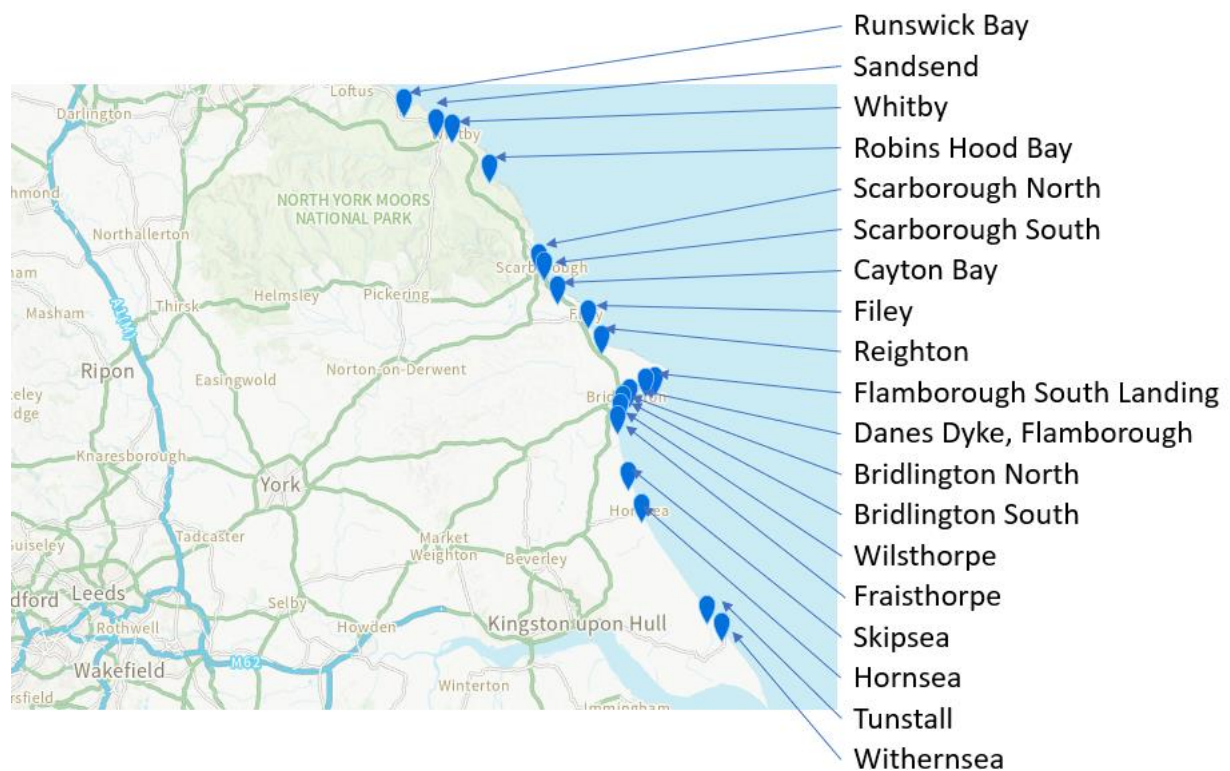 Runswick Bay
Sandsend
Whitby
Robins Hood Bay
Scarborough North
Scarborough South
Cayton Bay
Filey
Reighton
Flamborough South Landing
Danes Dyke, Flamborough
Bridlington North
Bridlington South
Wilsthorpe
Fraisthorpe
Skipsea
Hornsea
Tunstall
Withernsea
Loftus
Darlington
NORTH YORK MOORS
NATIONAL PARK
Northallerton
Helmsley
Pickering
Thirsk
Masham
A1(M)
Ripon
Easingwold
Norton-on-Derwent
Knaresborough
York
Tadcaster
Market
Weighton
Beverley
Leeds
Selby
Rothwell
Howden
Kingston upon Hull
M62
Wakefield
Winterton